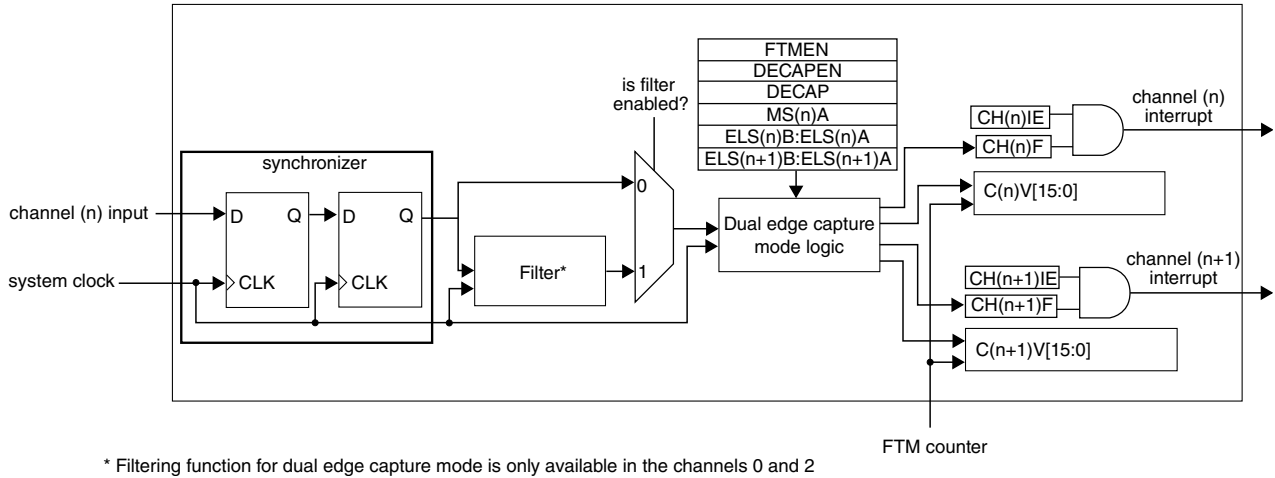 FTMEN
DECAPEN
DECAP
MS(n)A
ELS(n)B:ELS(n)A
ELS(n+1)B:ELS(n+1)A
is filter
enabled?
synchronizer
channel (n) input
D Q
D Q
system clock
CLK
CLK
Filter*
0
1
Dual edge capture
mode logic
CH(n)IE
CH(n)F
channel (n)
interrupt
C(n)V[15:0]
CH(n+1)IE
CH(n+1)F
channel (n+1)
interrupt
C(n+1)V[15:0]
FTM counter
* Filtering function for dual edge capture mode is only available in the channels 0 and 2